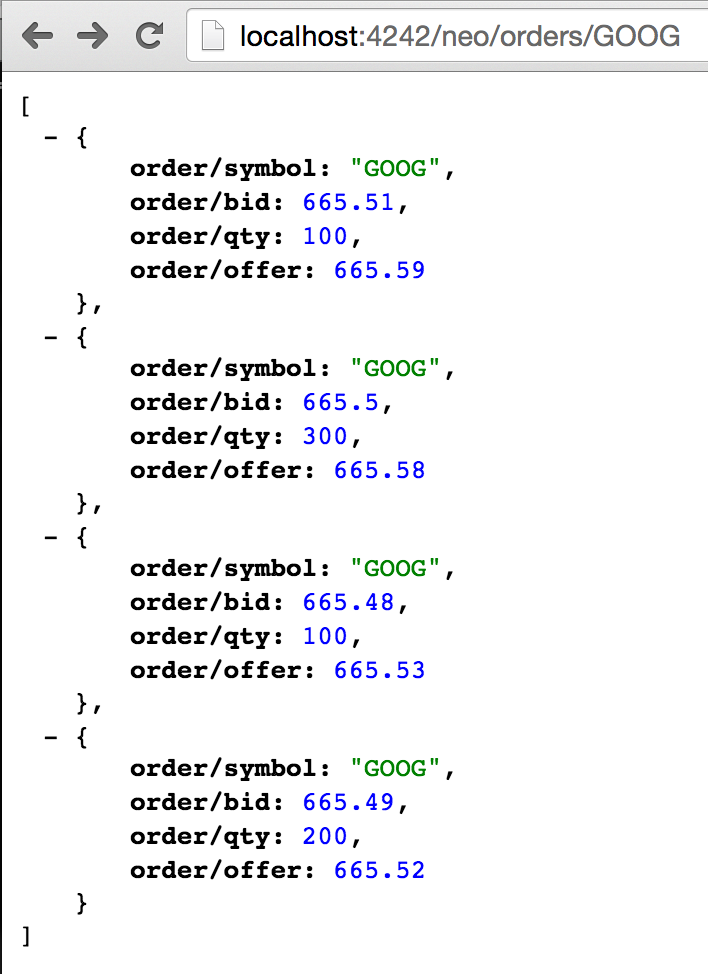 localhost:4242/neo/orders/GOOG
[
- {
order/symbol: "GOOG",
order/bid: 665.51,
order/qty: 100,
order/offer: 665.59
},
- {
order/symbol: "GOOG",
order/bid: 665.5,
order/qty: 300,
order/offer: 665.58
},
- {
order/symbol: "GOOG",
order/bid: 665.48,
order/qty: 100,
order/offer: 665.53
},
- {
order/symbol: "GOOG",
order/bid: 665.49,
order/qty: 200,
order/offer: 665.52
}
]